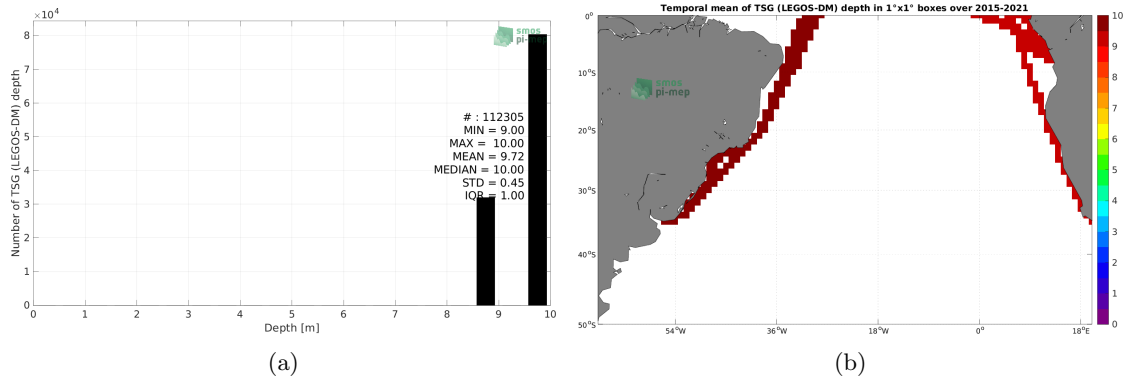 ×10⁴
8
7
6
5
4
3
2
1
0
Number of TSG (LEGOS-DM) depth
smos
pi-mep
# : 112305
MIN = 9.00
MAX = 10.00
MEAN = 9.72
MEDIAN = 10.00
STD = 0.45
IQR = 1.00
0 1 2 3 4 5 6 7 8 9 10
Depth [m]
(a)
Temporal mean of TSG (LEGOS-DM) depth in 1°x1° boxes over 2015-2021
0°
10°S
20°S
30°S
40°S
50°S
smos
pi-mep
54°W 36°W 18°W 0° 18°E
10
9
8
7
6
5
4
3
2
1
0
(b)